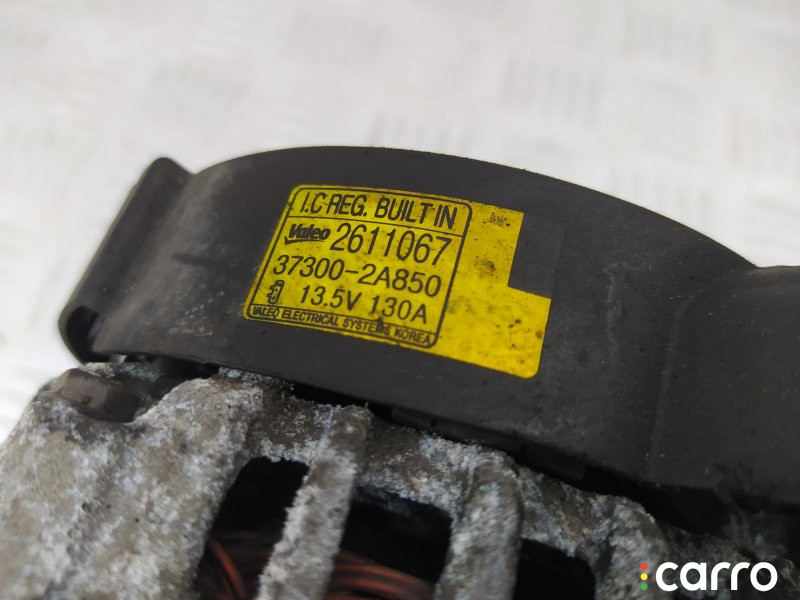 I.C REG. BUILT IN
Valeo 2611067
37300-2A850
13.5V 130A
VALEO ELECTRICAL SYSTEMS KOREA
carro